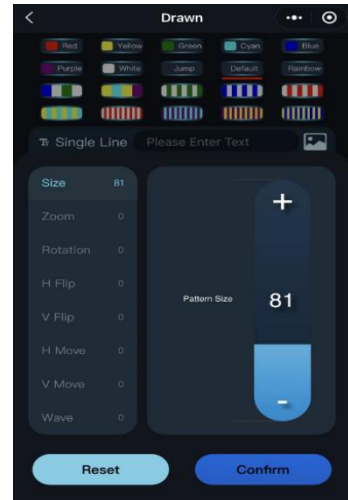 Drawn
Red Yellow Green Cyan Blue
Purple White Jump Default Rainbow
Tr Single Line Please Enter Text
Size 81
Zoom 0
Rotation 0
H Flip 0
V Flip 0
H Move 0
V Move 0
Wave 0
+
Pattern Size 81
-
Reset Confirm